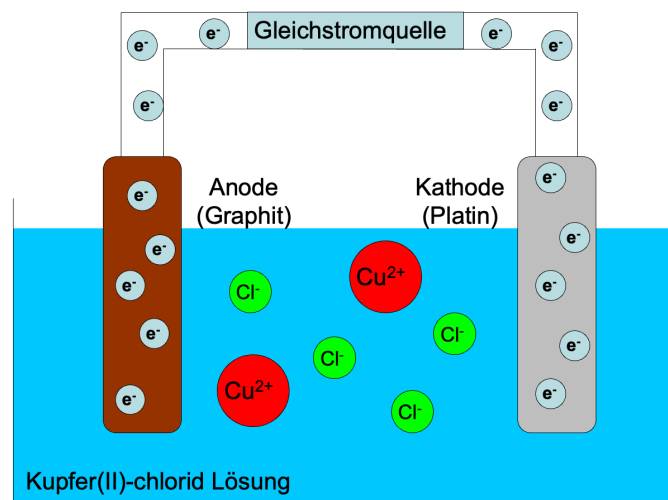 e⁻ e⁻ Gleichstromquelle e⁻ e⁻
e⁻ e⁻
e⁻ Anode Kathode e⁻
(Graphit) (Platin)
e⁻ e⁻
e⁻ Cl⁻ Cu²⁺ e⁻
e⁻ Cl⁻ Cl⁻ e⁻
e⁻ Cu²⁺ Cl⁻ e⁻
Kupfer(II)-chlorid Lösung